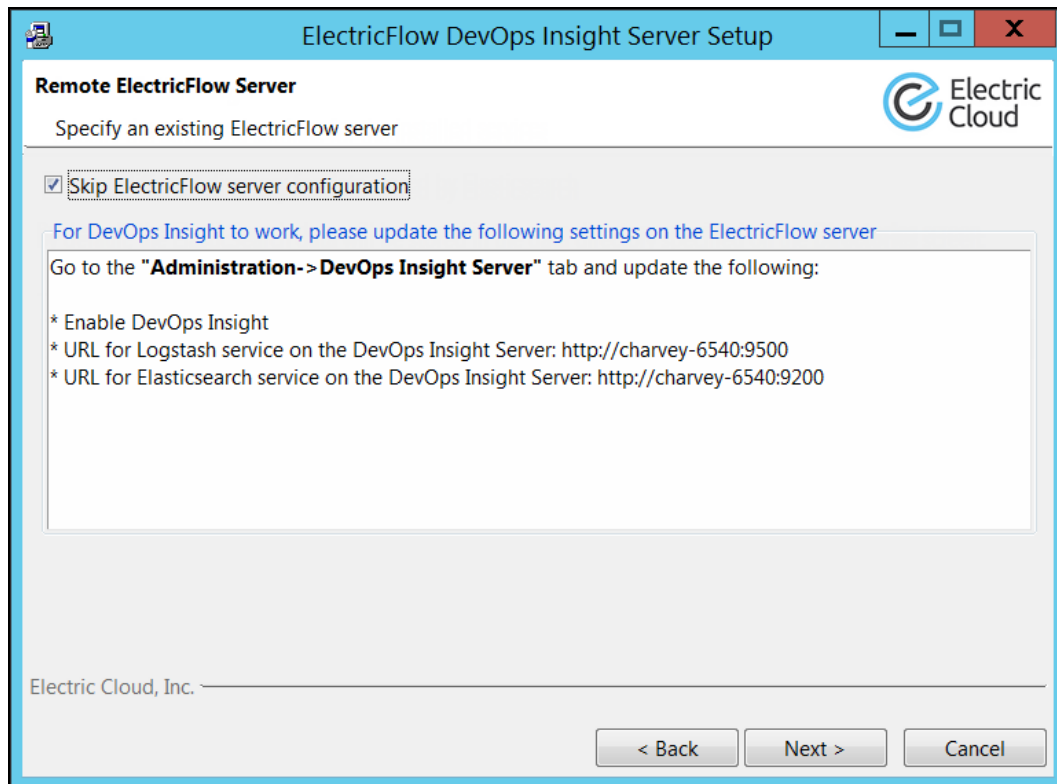 ElectricFlow DevOps Insight Server Setup
Remote ElectricFlow Server
Specify an existing ElectricFlow server
Electric
Cloud
Skip ElectricFlow server configuration
For DevOps Insight to work, please update the following settings on the ElectricFlow server
Go to the "Administration->DevOps Insight Server" tab and update the following:
* Enable DevOps Insight
* URL for Logstash service on the DevOps Insight Server: http://charvey-6540:9500
* URL for Elasticsearch service on the DevOps Insight Server: http://charvey-6540:9200
Electric Cloud, Inc.
< Back
Next >
Cancel